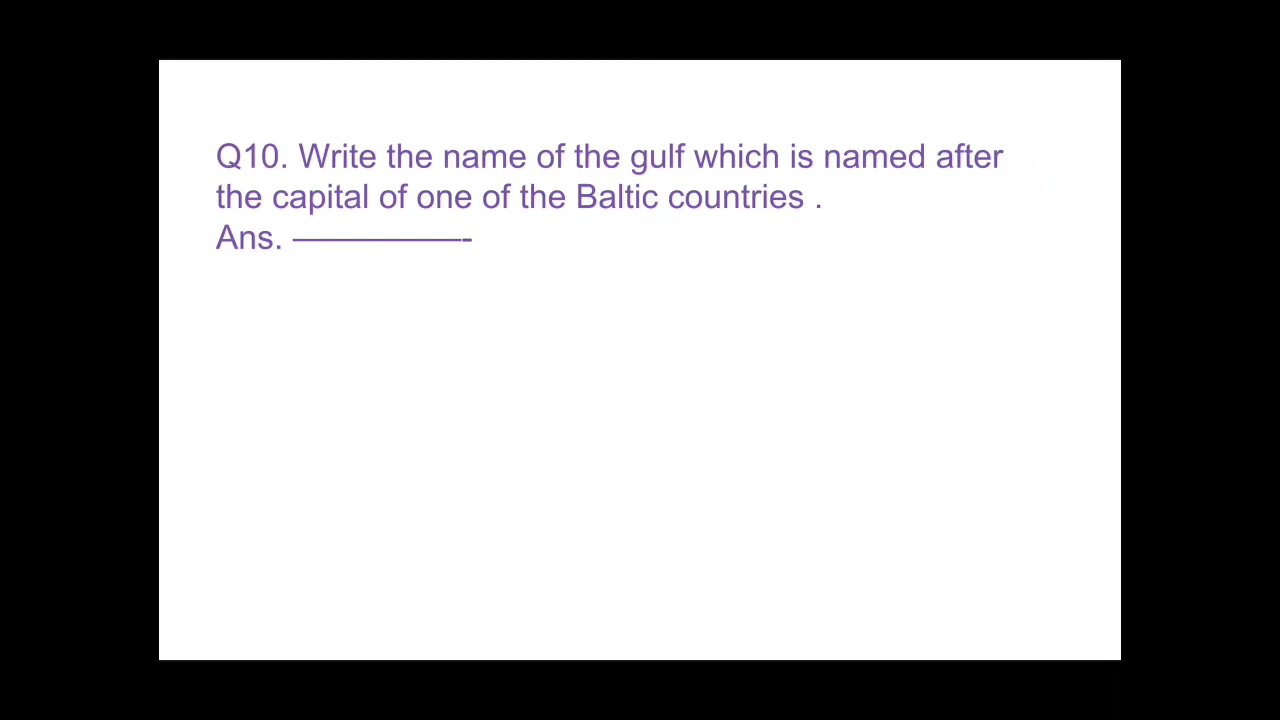 Q10. Write the name of the gulf which is named after
the capital of one of the Baltic countries .
Ans. —————-